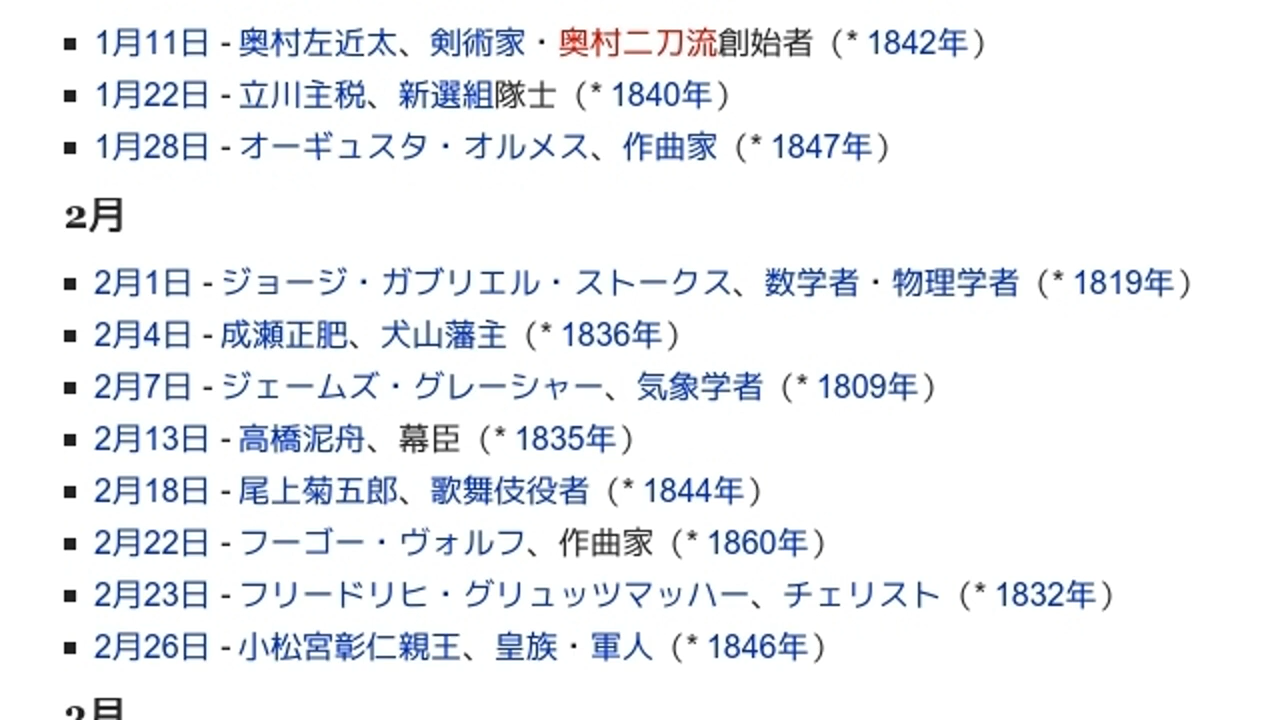 1月11日 - 奥村左近太、剣術家・奥村二刀流創始者（* 1842年）
1月22日 - 立川主税、新選組隊士（* 1840年）
1月28日 - オーギュスタ・オルメス、作曲家（* 1847年）
2月
2月1日 - ジョージ・ガブリエル・ストークス、数学者・物理学者（* 1819年）
2月4日 - 成瀬正肥、犬山藩主（* 1836年）
2月7日 - ジェームズ・グレーシャー、気象学者（* 1809年）
2月13日 - 高橋泥舟、幕臣（* 1835年）
2月18日 - 尾上菊五郎、歌舞伎役者（* 1844年）
2月22日 - フーゴー・ヴォルフ、作曲家（* 1860年）
2月23日 - フリードリヒ・グリュッツマッハー、チェリスト（* 1832年）
2月26日 - 小松宮彰仁親王、皇族・軍人（* 1846年）